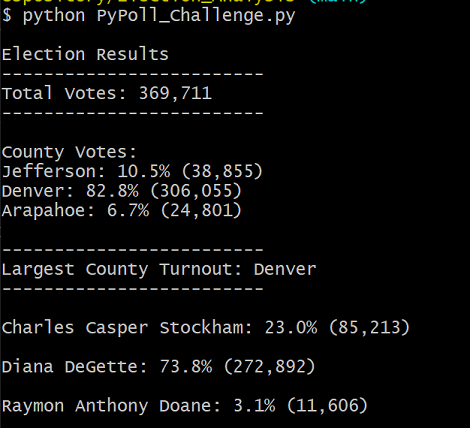 $ python PyPoll_Challenge.py
Election Results
-------------------------
Total Votes: 369,711
-------------------------
County Votes:
Jefferson: 10.5% (38,855)
Denver: 82.8% (306,055)
Arapahoe: 6.7% (24,801)
-------------------------
Largest County Turnout: Denver
-------------------------
Charles Casper Stockham: 23.0% (85,213)
Diana DeGette: 73.8% (272,892)
Raymon Anthony Doane: 3.1% (11,606)